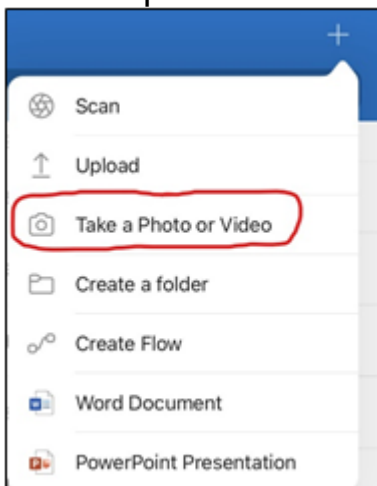 +
Scan
Upload
Take a Photo or Video
Create a folder
Create Flow
Word Document
PowerPoint Presentation